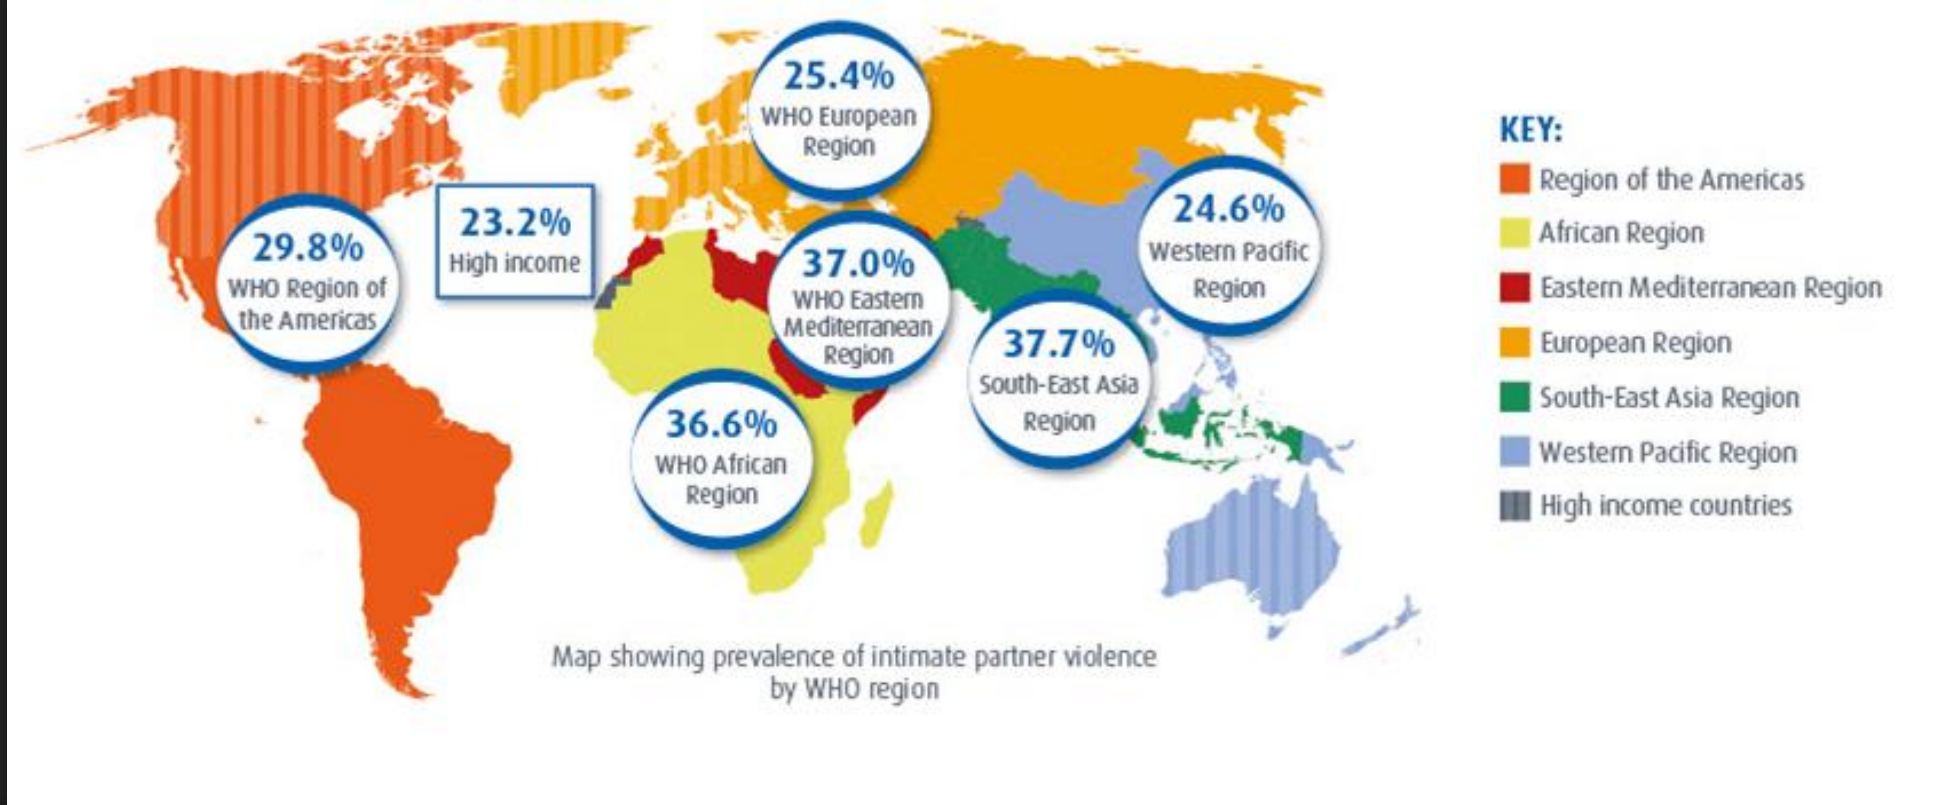 25.4%
WHO European
Region
29.8%
WHO Region of
the Americas
23.2%
High income
37.0%
WHO Eastern
Mediterranean
Region
24.6%
Western Pacific
Region
37.7%
South-East Asia
Region
36.6%
WHO African
Region
Map showing prevalence of intimate partner violence
by WHO region
KEY:
Region of the Americas
African Region
Eastern Mediterranean Region
European Region
South-East Asia Region
Western Pacific Region
High income countries